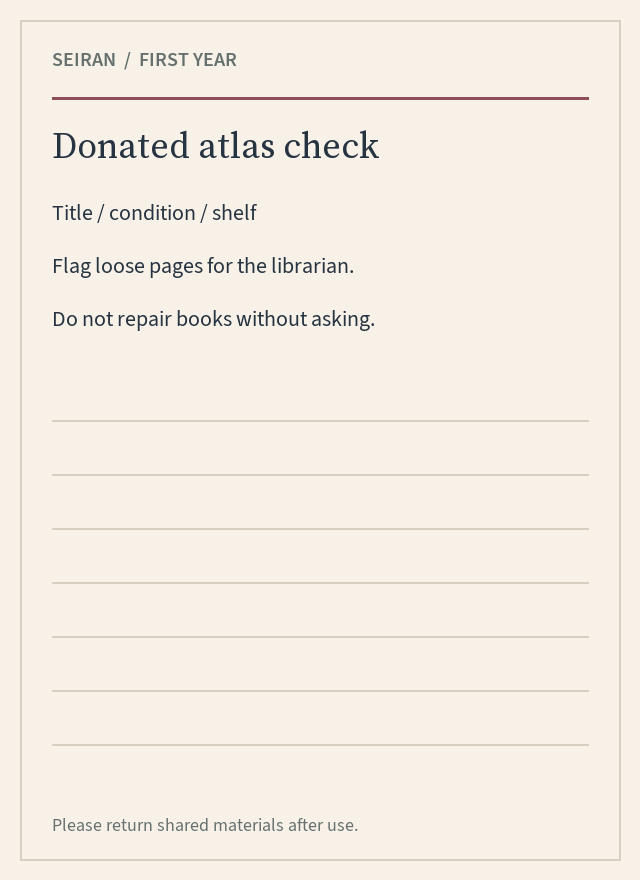 SEIRAN / FIRST YEAR
Donated atlas check
Title / condition / shelf
Flag loose pages for the librarian.
Do not repair books without asking.
Please return shared materials after use.